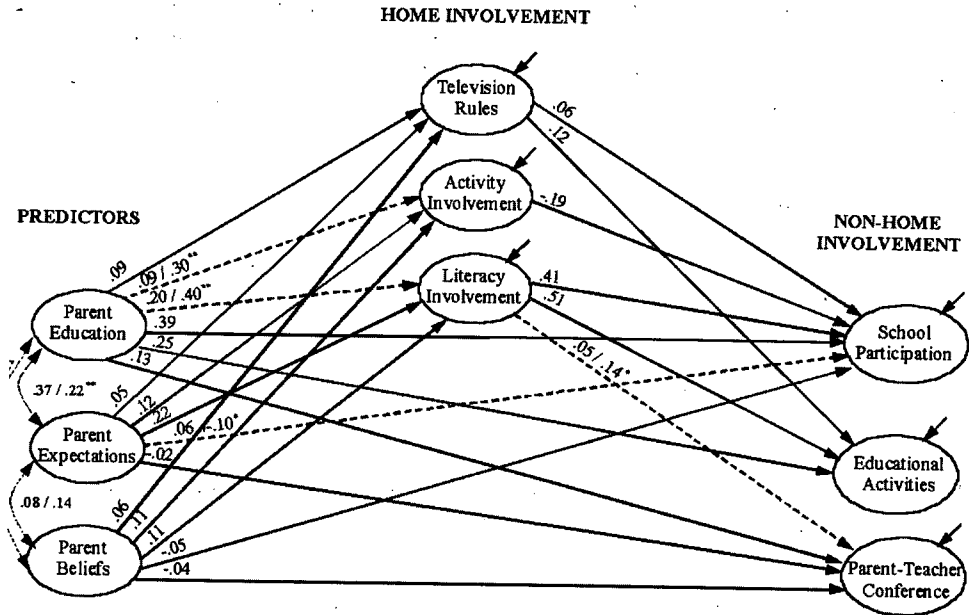 HOME INVOLVEMENT
Television
Rules
.06
.12
Activity
Involvement
-.19
PREDICTORS
NON-HOME
INVOLVEMENT
.09
.09 / .30**
.20 / .40**
Literacy
Involvement
.41
.51
Parent
Education
.39
.25
.13
School
Participation
.05 / .14*
.37 / .22**
.05
.12
.22
.06 / -.10*
-.02
Parent
Expectations
Educational
Activities
.08 / .14
.06
.11
.11
-.05
-.04
Parent
Beliefs
Parent-Teacher
Conference